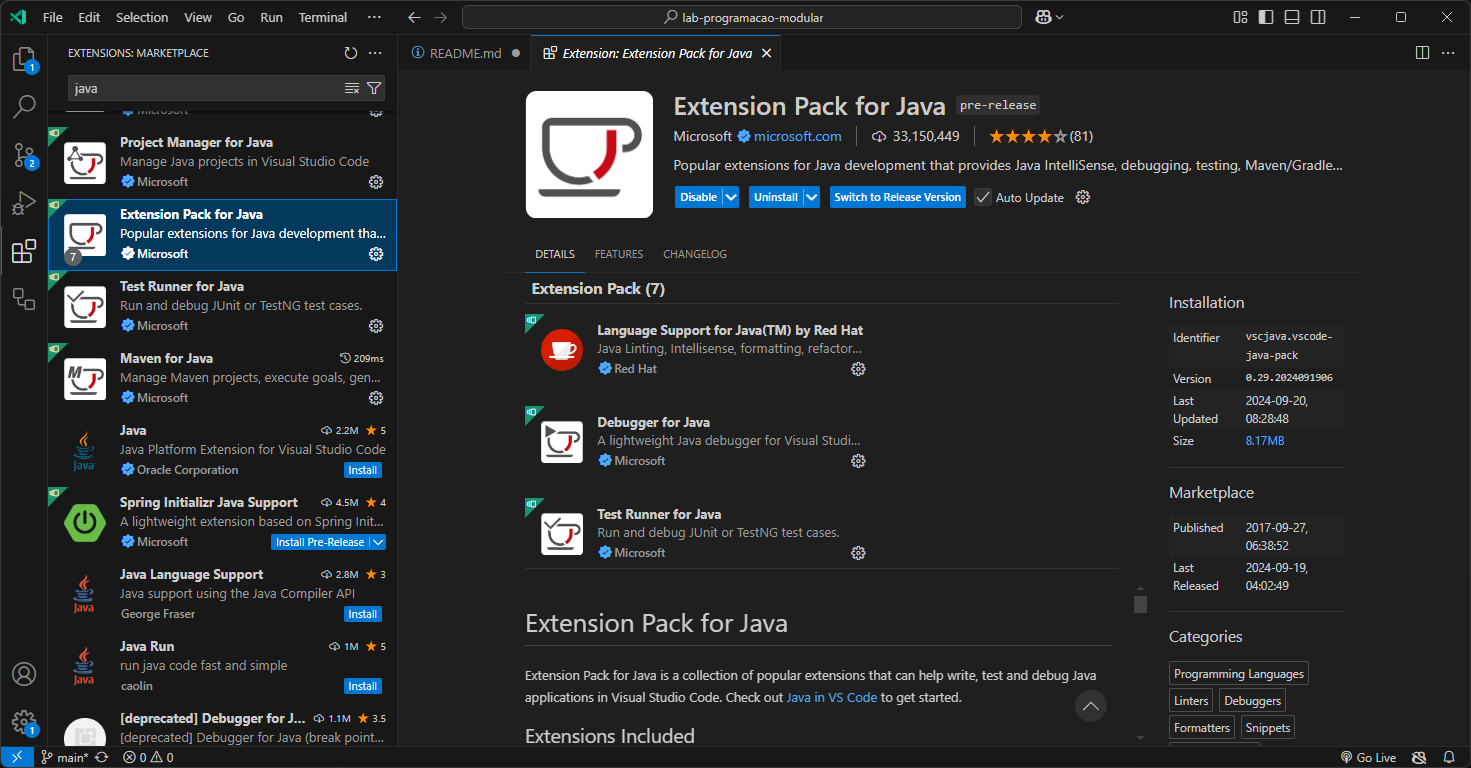 File Edit Selection View Go Run Terminal ···
lab-programacao-modular
EXTENSIONS: MARKETPLACE
java
Microsoft
Project Manager for Java
Manage Java projects in Visual Studio Code
Microsoft
Extension Pack for Java
Popular extensions for Java development tha...
7
Microsoft
Test Runner for Java
Run and debug JUnit or TestNG test cases.
Microsoft
Maven for Java 209ms
Manage Maven projects, execute goals, gen...
Microsoft
Java 2.2M ★ 5
Java Platform Extension for Visual Studio Code
Oracle Corporation Install
Spring Initializr Java Support 4.5M ★ 4
A lightweight extension based on Spring Init...
Microsoft Install Pre-Release
Java Language Support 2.8M ★ 3
Java support using the Java Compiler API
George Fraser Install
Java Run 1M ★ 5
run java code fast and simple
caolin Install
[deprecated] Debugger for J... 1.1M ★ 3.5
[deprecated] Debugger for Java (break point...
1
2
1
README.md
Extension: Extension Pack for Java
Extension Pack for Java pre-release
Microsoft microsoft.com 33,150,449 ★★★★☆ (81)
Popular extensions for Java development that provides Java IntelliSense, debugging, testing, Maven/Gradle...
Disable Uninstall Switch to Release Version Auto Update
DETAILS FEATURES CHANGELOG
Extension Pack (7)
Language Support for Java(TM) by Red Hat
Java Linting, Intellisense, formatting, refactor...
Red Hat
Debugger for Java
A lightweight Java debugger for Visual Studi...
Microsoft
Test Runner for Java
Run and debug JUnit or TestNG test cases.
Microsoft
Extension Pack for Java
Extension Pack for Java is a collection of popular extensions that can help write, test and debug Java
applications in Visual Studio Code. Check out Java in VS Code to get started.
Extensions Included
Installation
Identifier vscjava.vscode-
java-pack
Version 0.29.2024091906
Last 2024-09-20,
Updated 08:28:48
Size 8.17MB
Marketplace
Published 2017-09-27,
06:38:52
Last 2024-09-19,
Released 04:02:49
Categories
Programming Languages
Linters Debuggers
Formatters Snippets
main* 0 0 Go Live